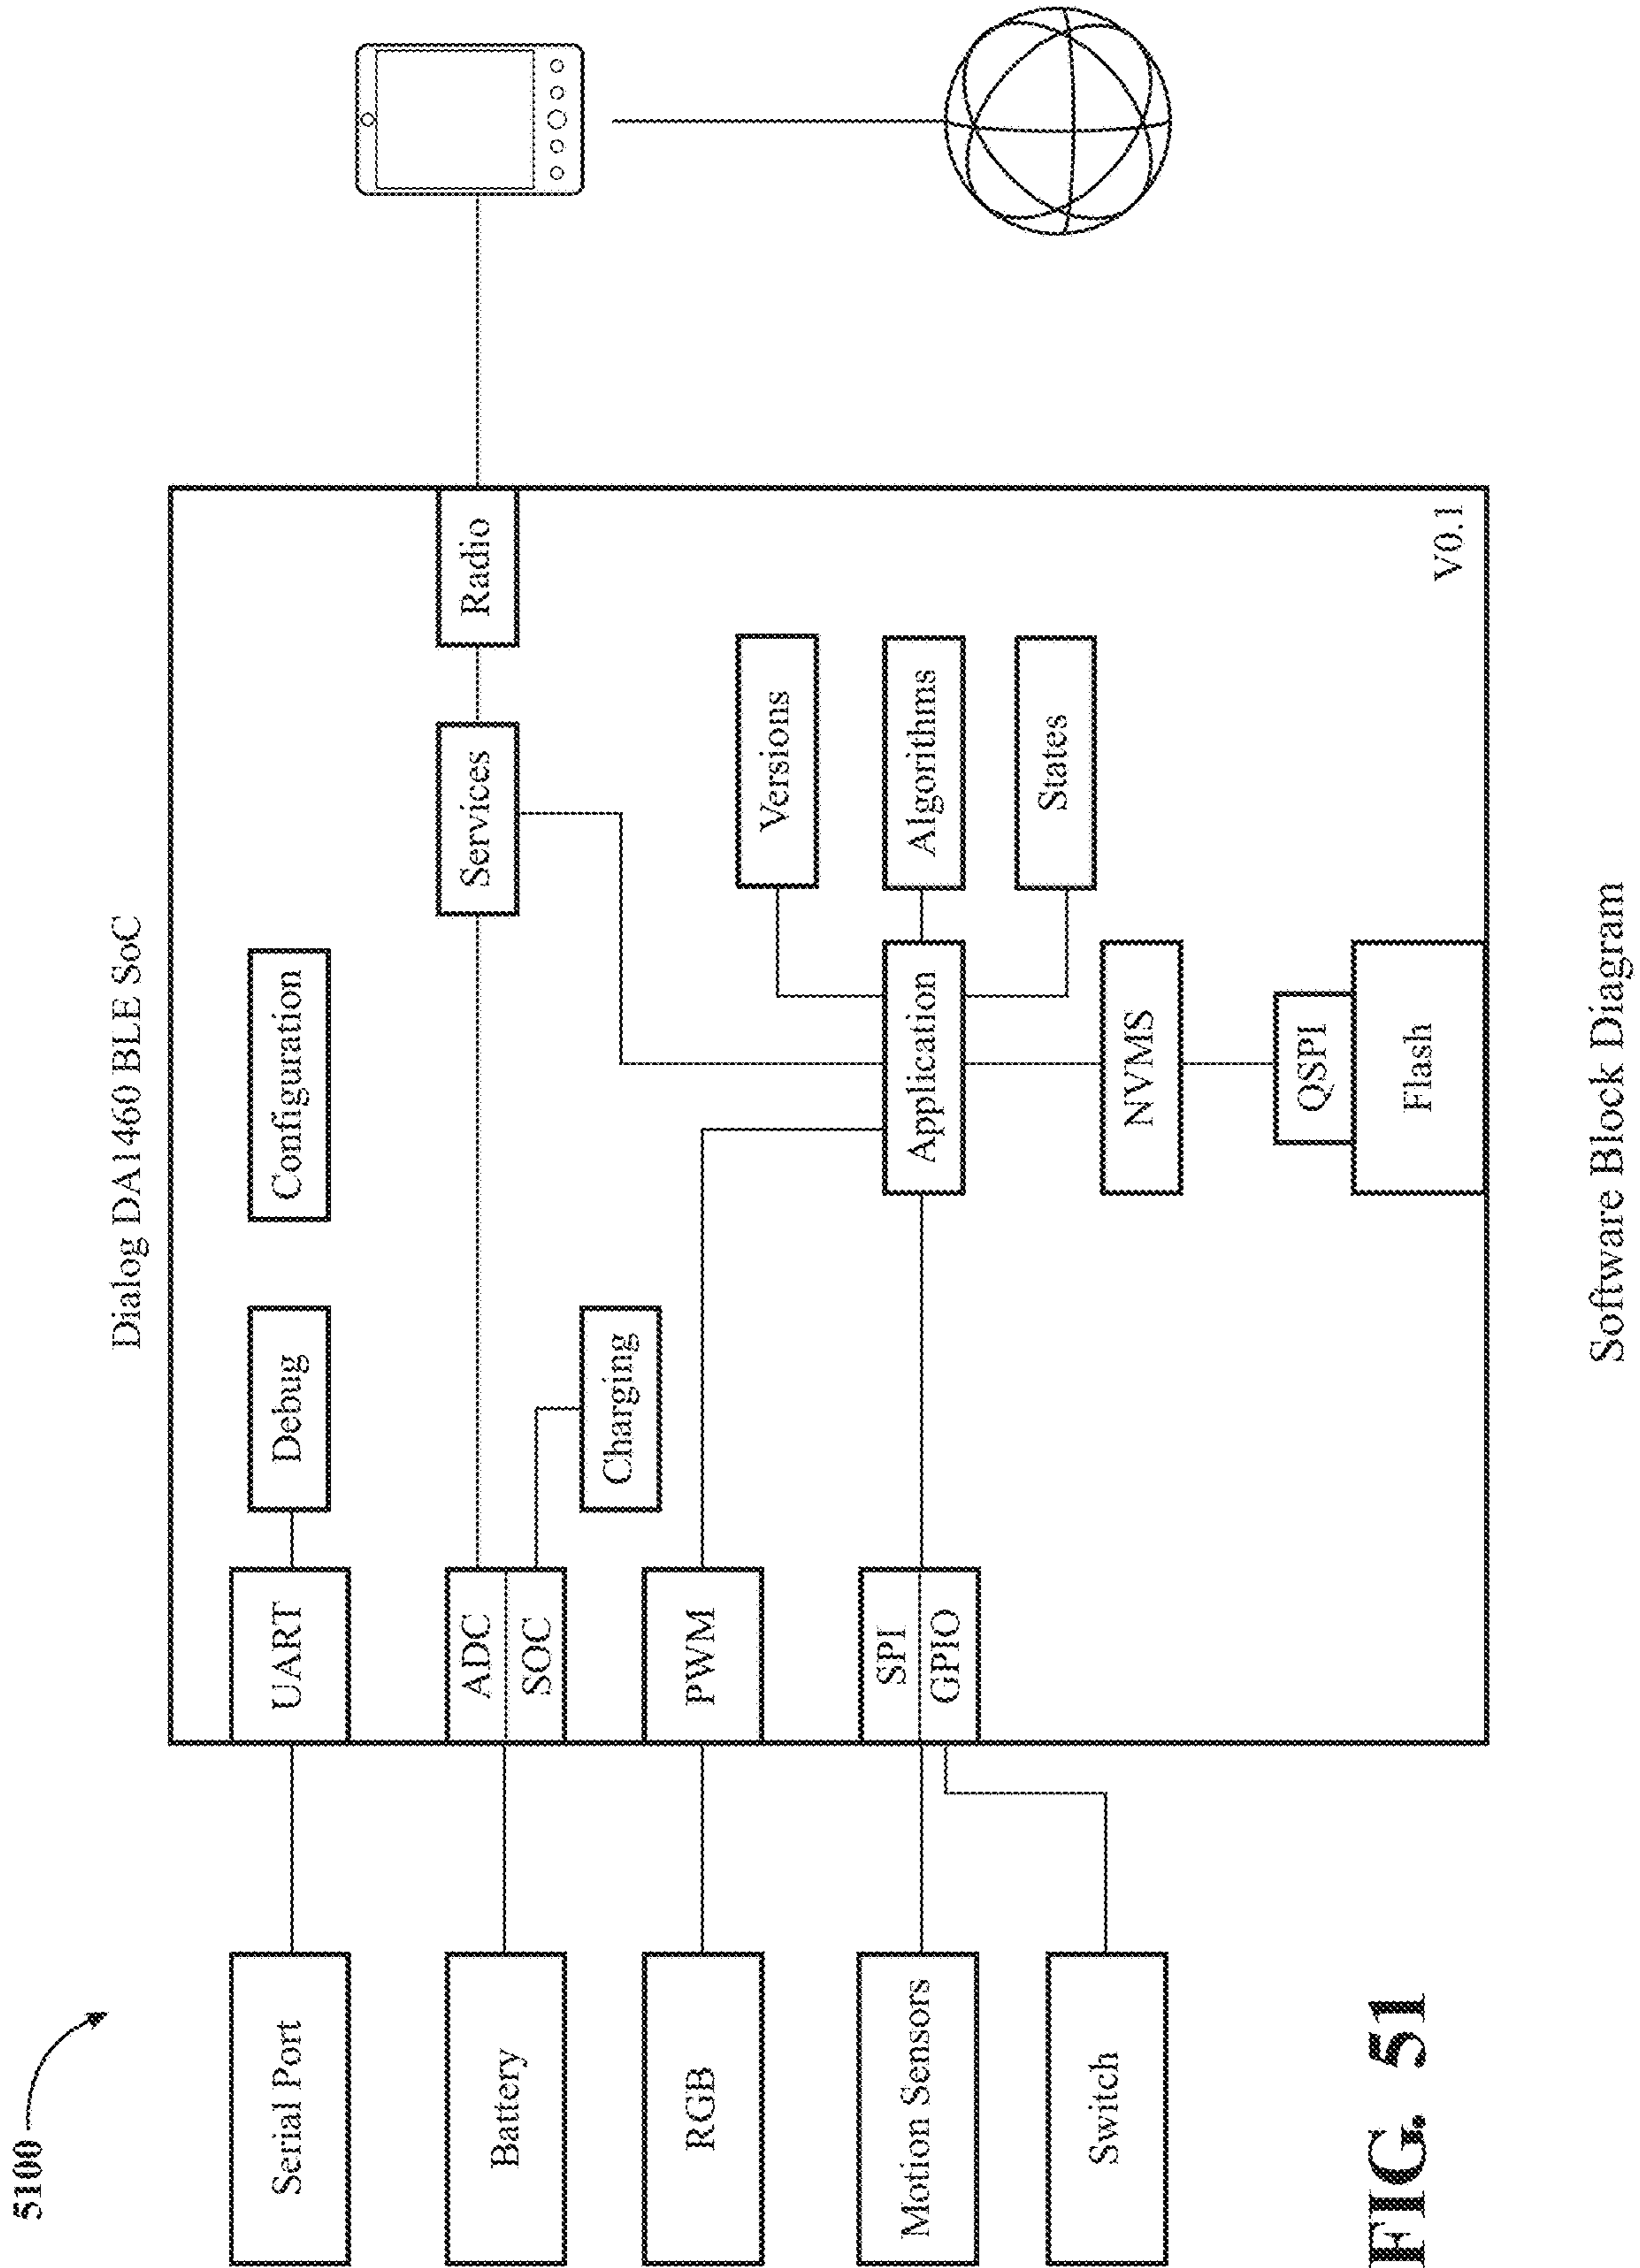 5100
Dialog DA1460 BLE SoC
Serial Port
UART
Debug
Configuration
Battery
ADC
SOC
Charging
Services
Radio
RGB
PWM
Versions
Motion Sensors
SPI
GPIO
Application
Algorithms
Switch
States
NVMS
QSPI
Flash
V0.1
FIG. 51
Software Block Diagram